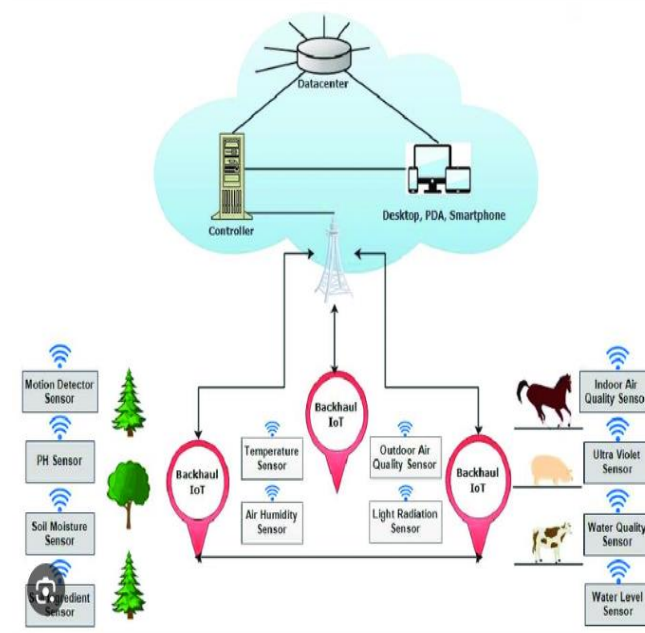 Datacenter
Controller
Desktop, PDA, Smartphone
Motion Detector
Sensor
PH Sensor
Soil Moisture
Sensor
Sensor
Backhaul
IoT
Temperature
Sensor
Air Humidity
Sensor
Backhaul
IoT
Outdoor Air
Quality Sensor
Light Radiation
Sensor
Backhaul
IoT
Indoor Air
Quality Sensor
Ultra Violet
Sensor
Water Quality
Sensor
Water Level
Sensor